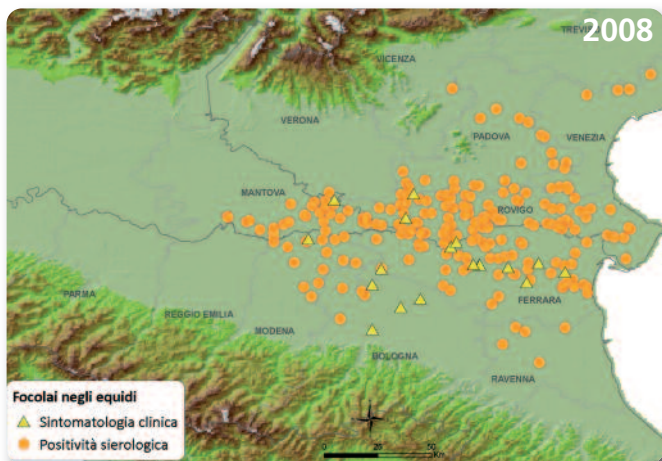 2008
TREVISO
VICENZA
VERONA
PADOVA
VENEZIA
MANTOVA
ROVIGO
PARMA
REGGIO EMILIA
FERRARA
MODENA
BOLOGNA
RAVENNA
Focolai negli equidi
Sintomatologia clinica
Positività sierologica
0 25 50
Km